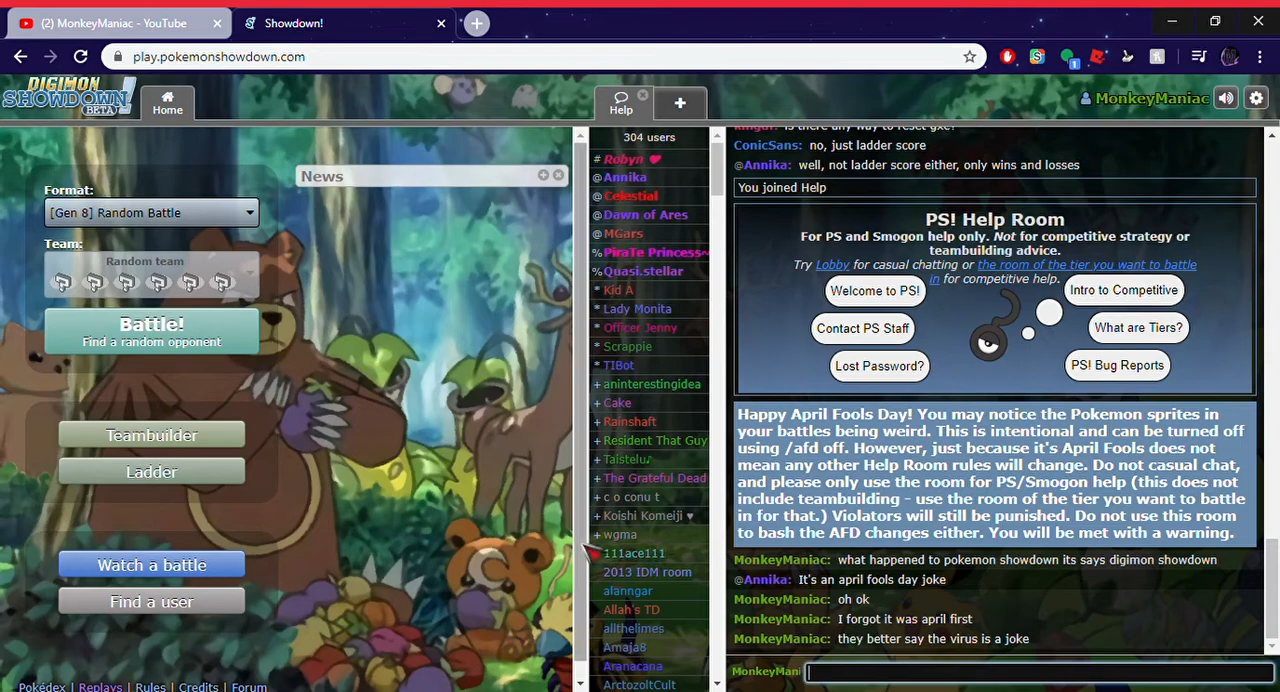 (2) MonkeyManiac - YouTube
Showdown!
play.pokemonshowdown.com
1
DIGIMON
SHOWDOWN!
BETA
Home
Help
MonkeyManiac
Format:
[Gen 8] Random Battle
Team:
Random team
Battle!
Find a random opponent
Teambuilder
Ladder
Watch a battle
Find a user
Pokédex | Replays | Rules | Credits | Forum
News
304 users
# Robyn ❤
@ Annika
@ Celestial
@ Dawn of Ares
@ MGars
% PiraTe Princess~
% Quasi.stellar
* Kid A
* Lady Monita
* Officer Jenny
* Scrappie
* TIBot
+ aninterestingidea
+ Cake
+ Rainshaft
+ Resident That Guy
+ Taistelu♪
+ The Grateful Dead
+ c o conu t
+ Koishi Komeiji ♥
+ wgma
111ace111
2013 IDM room
alanngar
Allah's TD
allthelimes
Amaja8
Aranacana
ArctozoltCult
is there any way to reset gxe?
ConicSans: no, just ladder score
@Annika: well, not ladder score either, only wins and losses
You joined Help
PS! Help Room
For PS and Smogon help only. Not for competitive strategy or
teambuilding advice.
Try Lobby for casual chatting or the room of the tier you want to battle
in for competitive help.
Welcome to PS!
Intro to Competitive
Contact PS Staff
What are Tiers?
Lost Password?
PS! Bug Reports
Happy April Fools Day! You may notice the Pokemon sprites in
your battles being weird. This is intentional and can be turned off
using /afd off. However, just because it's April Fools does not
mean any other Help Room rules will change. Do not casual chat,
and please only use the room for PS/Smogon help (this does not
include teambuilding - use the room of the tier you want to battle
in for that.) Violators will still be punished. Do not use this room
to bash the AFD changes either. You will be met with a warning.
MonkeyManiac: what happened to pokemon showdown its says digimon showdown
@Annika: It's an april fools day joke
MonkeyManiac: oh ok
MonkeyManiac: I forgot it was april first
MonkeyManiac: they better say the virus is a joke
MonkeyMani